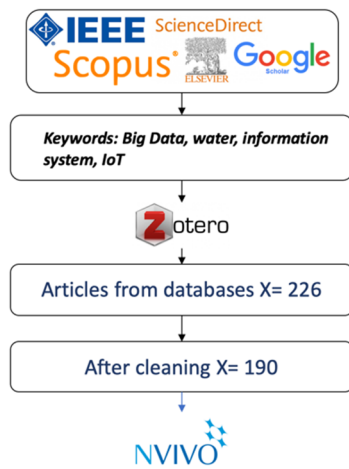 IEEE ScienceDirect
Scopus® ELSEVIER Google
Scholar
Keywords: Big Data, water, information
system, IoT
Zotero
Articles from databases X= 226
After cleaning X= 190
NVIVO